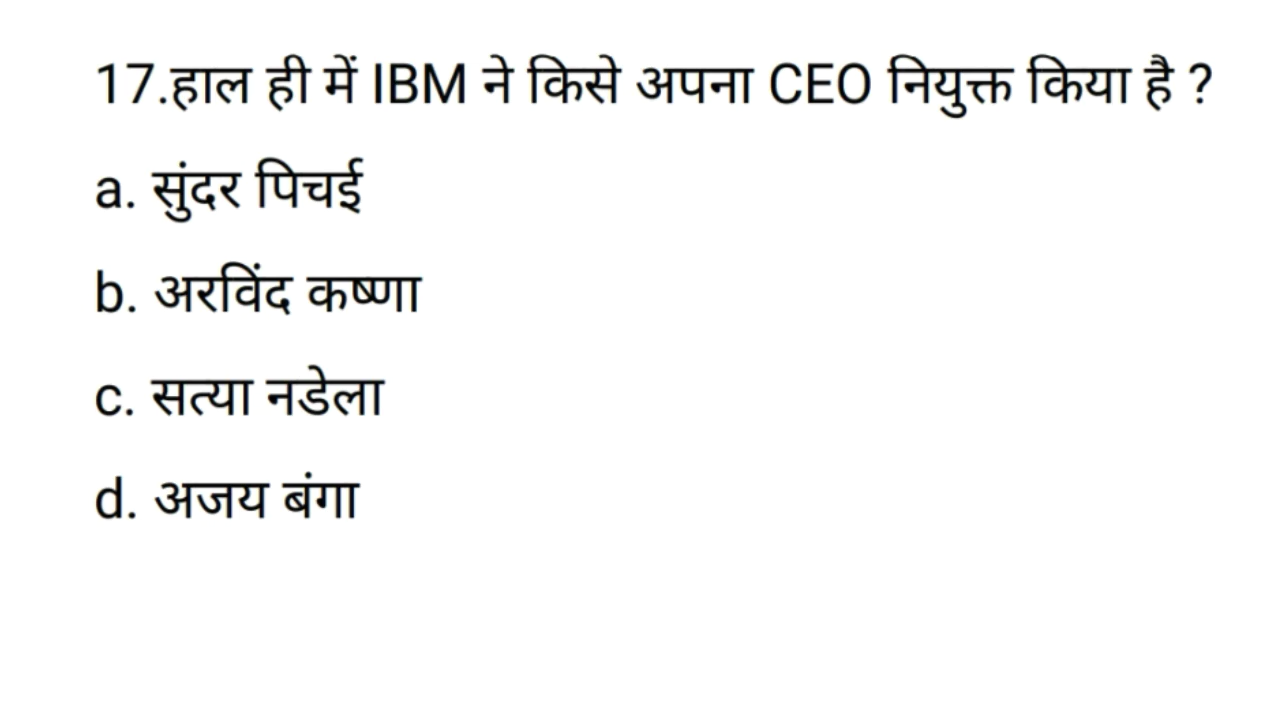 17.हाल ही में IBM ने किसे अपना CEO नियुक्त किया है ?
a. सुंदर पिचई
b. अरविंद कष्णा
c. सत्या नडेला
d. अजय बंगा